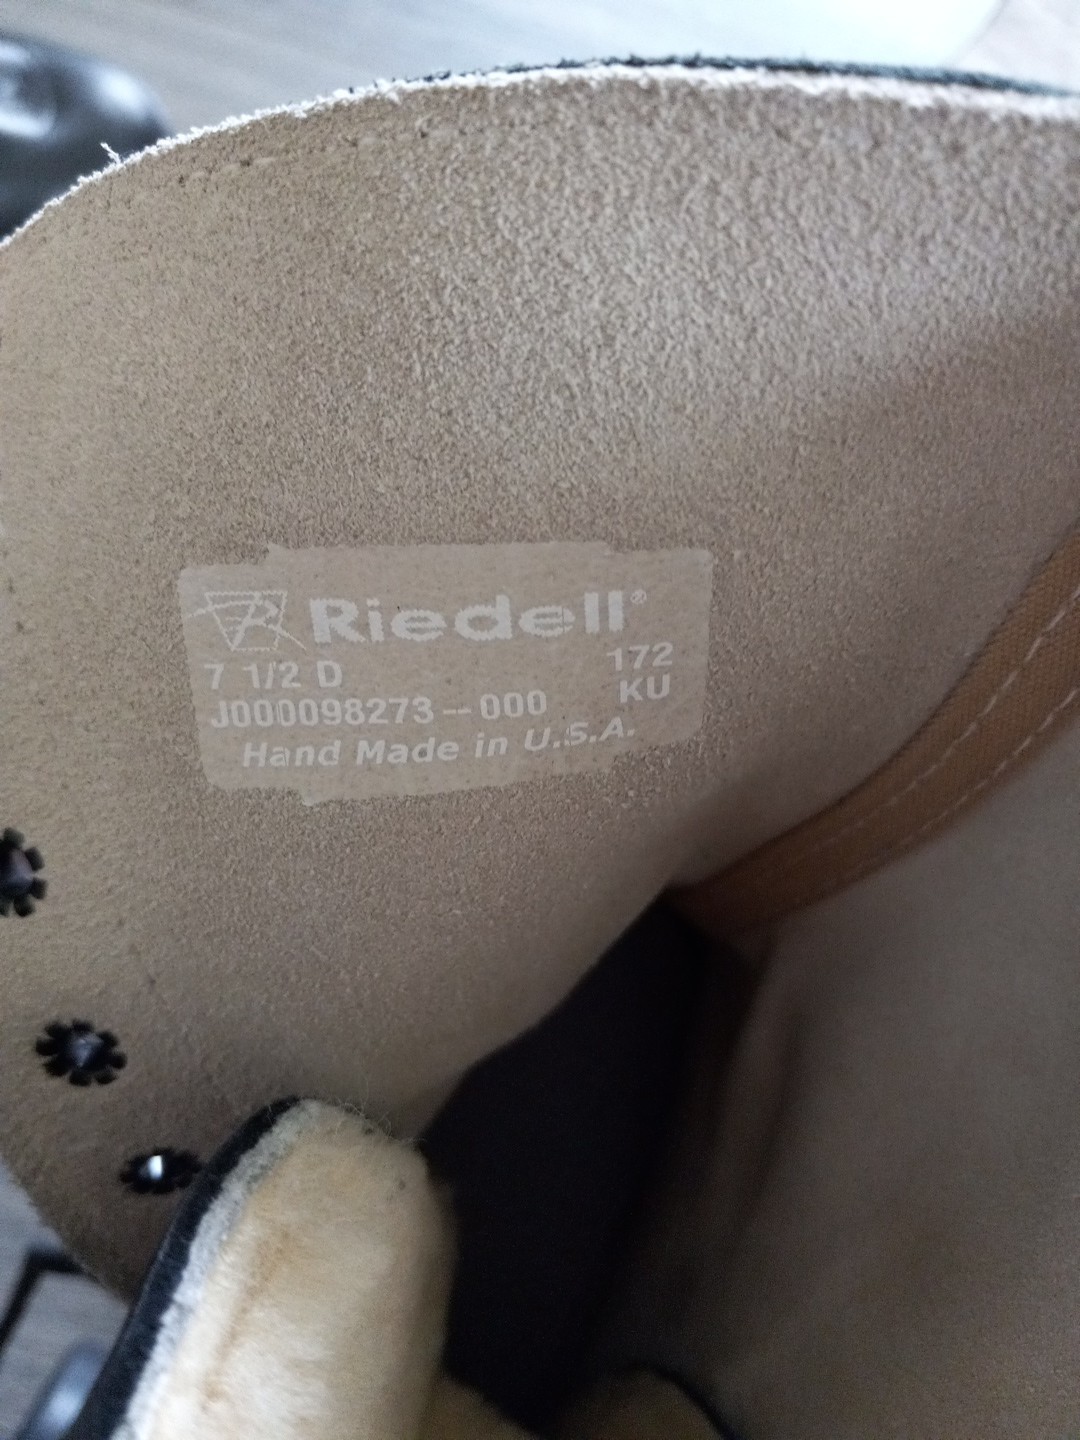 Riedell®
7 1/2 D 172
J000098273-000 KU
Hand Made in U.S.A.